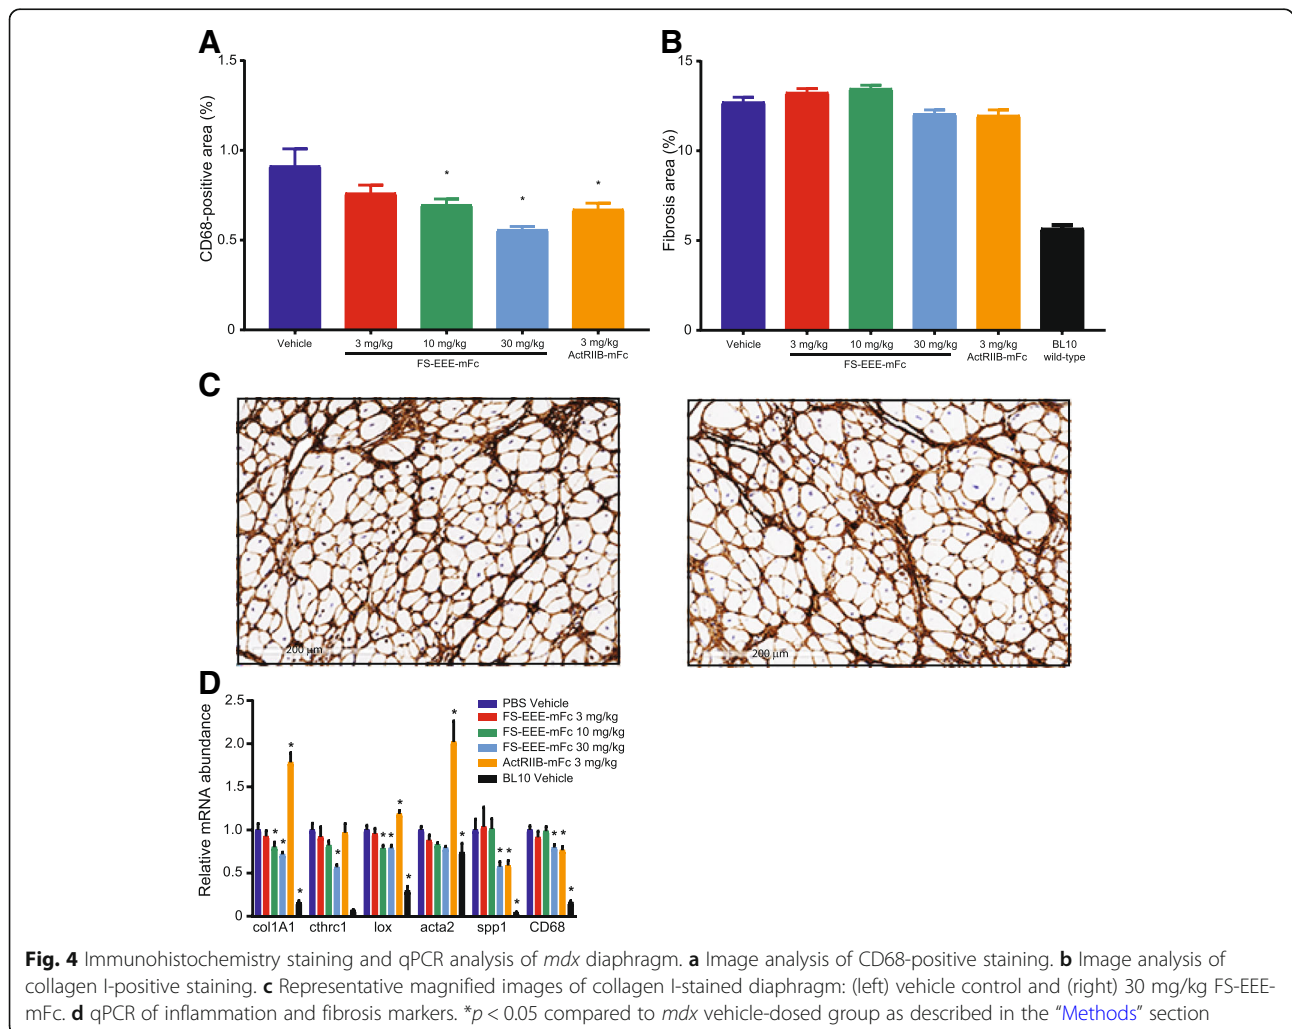 A
1.5
1.0
0.5
0
CD68-positive area (%)
*
*
*
Vehicle
3 mg/kg
10 mg/kg
30 mg/kg
3 mg/kg
ActRIIB-mFc
FS-EEE-mFc
B
15
10
5
0
Fibrosis area (%)
Vehicle
3 mg/kg
10 mg/kg
30 mg/kg
3 mg/kg
ActRIIB-mFc
BL10
wild-type
FS-EEE-mFc
C
200 µm
200 µm
D
2.5
2.0
1.5
1.0
0.5
0
Relative mRNA abundance
PBS Vehicle
FS-EEE-mFc 3 mg/kg
FS-EEE-mFc 10 mg/kg
FS-EEE-mFc 30 mg/kg
ActRIIB-mFc 3 mg/kg
BL10 Vehicle
* * * *
*
* * * *
* *
* * *
* * *
col1A1 cthrc1 lox acta2 spp1 CD68
Fig. 4 Immunohistochemistry staining and qPCR analysis of mdx diaphragm. a Image analysis of CD68-positive staining. b Image analysis of
collagen I-positive staining. c Representative magnified images of collagen I-stained diaphragm: (left) vehicle control and (right) 30 mg/kg FS-EEE-
mFc. d qPCR of inflammation and fibrosis markers. *p < 0.05 compared to mdx vehicle-dosed group as described in the “Methods” section